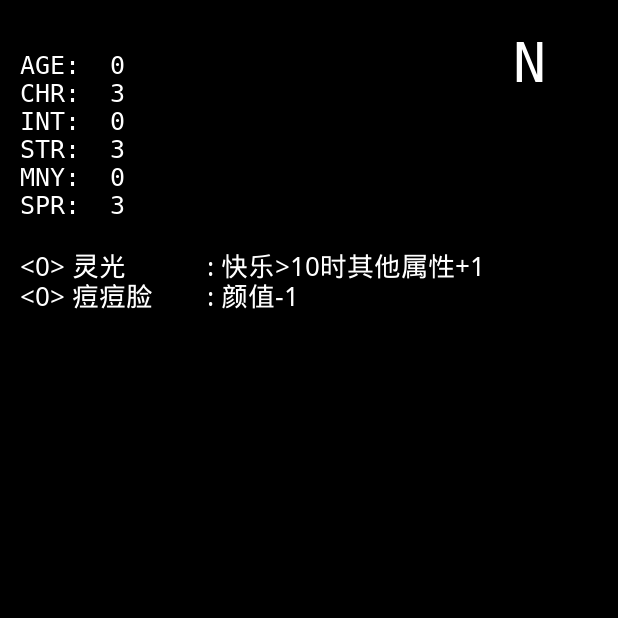 N
AGE: 0
CHR: 3
INT: 0
STR: 3
MNY: 0
SPR: 3
<0> 灵光 : 快乐>10时其他属性+1
<0> 痘痘脸 : 颜值-1